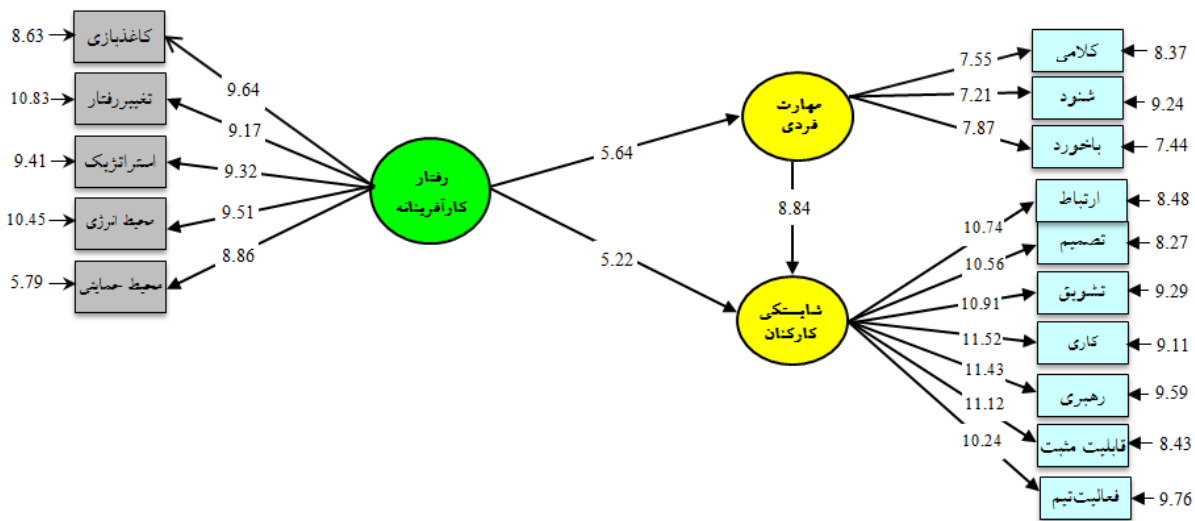 8.63
کاغذبازی
10.83
تغییررفتار
9.41
استراتژیک
10.45
محیط انرژی
5.79
محیط حمایتی
9.64
9.17
9.32
9.51
8.86
رفتار
کارآفرینانه
5.64
5.22
مهارت
فردی
8.84
شایستگی
کارکنان
7.55
7.21
7.87
کلامی
8.37
شنود
9.24
باخورد
7.44
10.74
10.56
10.91
11.52
11.43
11.12
10.24
ارتباط
8.48
تصمیم
8.27
تشویق
9.29
کاری
9.11
رهبری
9.59
قابلیت مثبت
8.43
فعالیت‌تیم
9.76